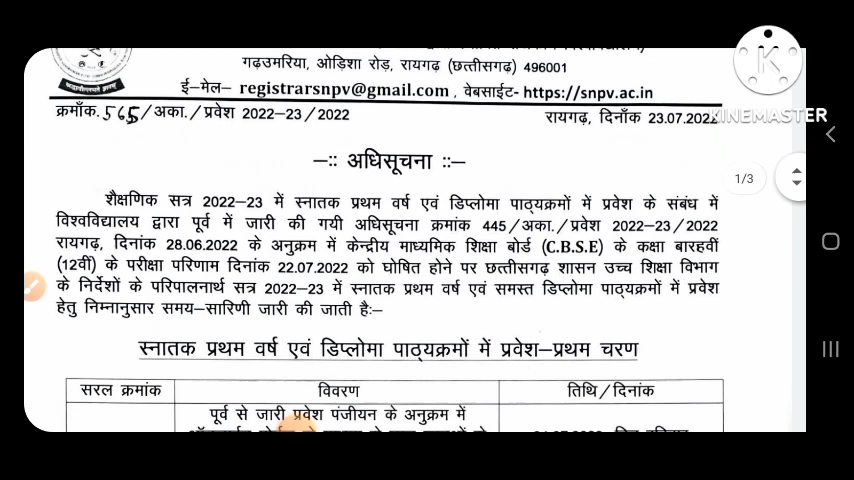 गढ़उमरिया, ओड़िशा रोड़, रायगढ़ (छत्तीसगढ़) 496001
ई-मेल- registrarsnpv@gmail.com , वेबसाईट- https://snpv.ac.in
क्रमाँक. 565/अका./प्रवेश 2022-23/2022 रायगढ़, दिनाँक 23.07.2022
KINEMASTER
-:: अधिसूचना ::-
1/3
शैक्षणिक सत्र 2022-23 में स्नातक प्रथम वर्ष एवं डिप्लोमा पाठ्यक्रमों में प्रवेश के संबंध में
विश्वविद्यालय द्वारा पूर्व में जारी की गयी अधिसूचना क्रमांक 445/अका./प्रवेश 2022-23/2022
रायगढ़, दिनांक 28.06.2022 के अनुक्रम में केन्द्रीय माध्यमिक शिक्षा बोर्ड (C.B.S.E) के कक्षा बारहवीं
(12वीं) के परीक्षा परिणाम दिनांक 22.07.2022 को घोषित होने पर छत्तीसगढ़ शासन उच्च शिक्षा विभाग
के निर्देशों के परिपालनार्थ सत्र 2022-23 में स्नातक प्रथम वर्ष एवं समस्त डिप्लोमा पाठ्यक्रमों में प्रवेश
हेतु निम्नानुसार समय-सारिणी जारी की जाती है:-
स्नातक प्रथम वर्ष एवं डिप्लोमा पाठ्यक्रमों में प्रवेश-प्रथम चरण
सरल क्रमांक विवरण तिथि/दिनांक
पूर्व से जारी प्रवेश पंजीयन के अनुक्रम में